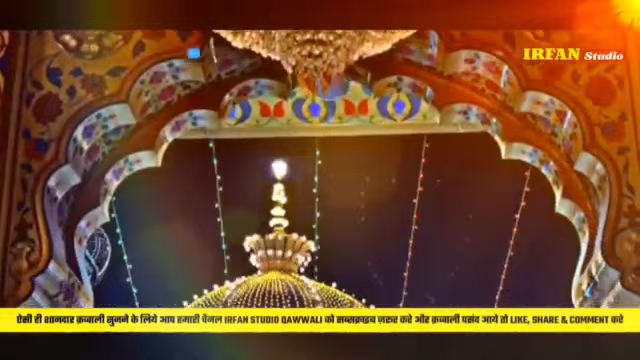 IRFAN Studio
ऐसी ही शानदार क़व्वाली सुनने के लिये आप हमारी चैनल IRFAN STUDIO QAWWALI को सब्सक्राइब ज़रूर करे और क़व्वाली पसंद आये तो LIKE, SHARE & COMMENT करे